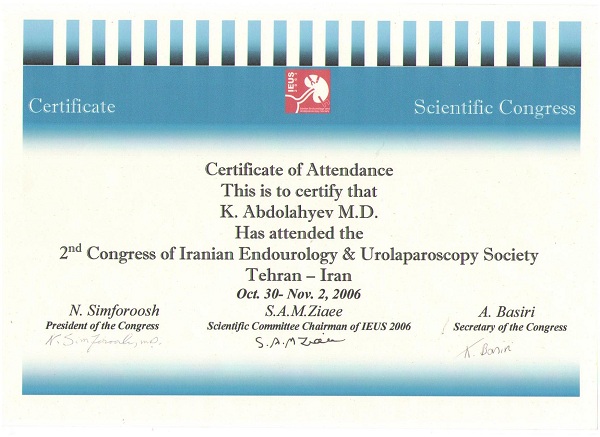 IEUS
Certificate
Scientific Congress
Certificate of Attendance
This is to certify that
K. Abdolahyev M.D.
Has attended the
2nd Congress of Iranian Endourology & Urolaparoscopy Society
Tehran – Iran
Oct. 30- Nov. 2, 2006
N. Simforoosh
President of the Congress
N. Simforoosh, M.D.
S.A.M.Ziaee
Scientific Committee Chairman of IEUS 2006
S.A.M Ziaee
A. Basiri
Secretary of the Congress
A. Basiri